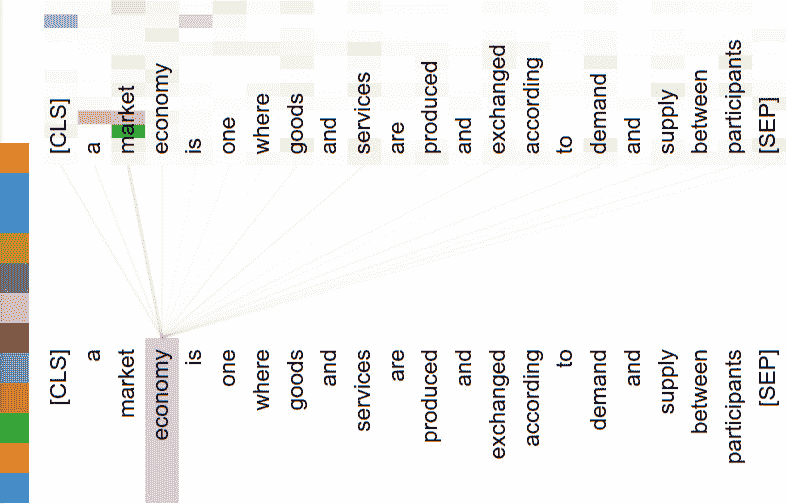 [CLS] a market economy is one where goods and services are produced and exchanged according to demand and supply between participants [SEP]
[CLS] a market economy is one where goods and services are produced and exchanged according to demand and supply between participants [SEP]